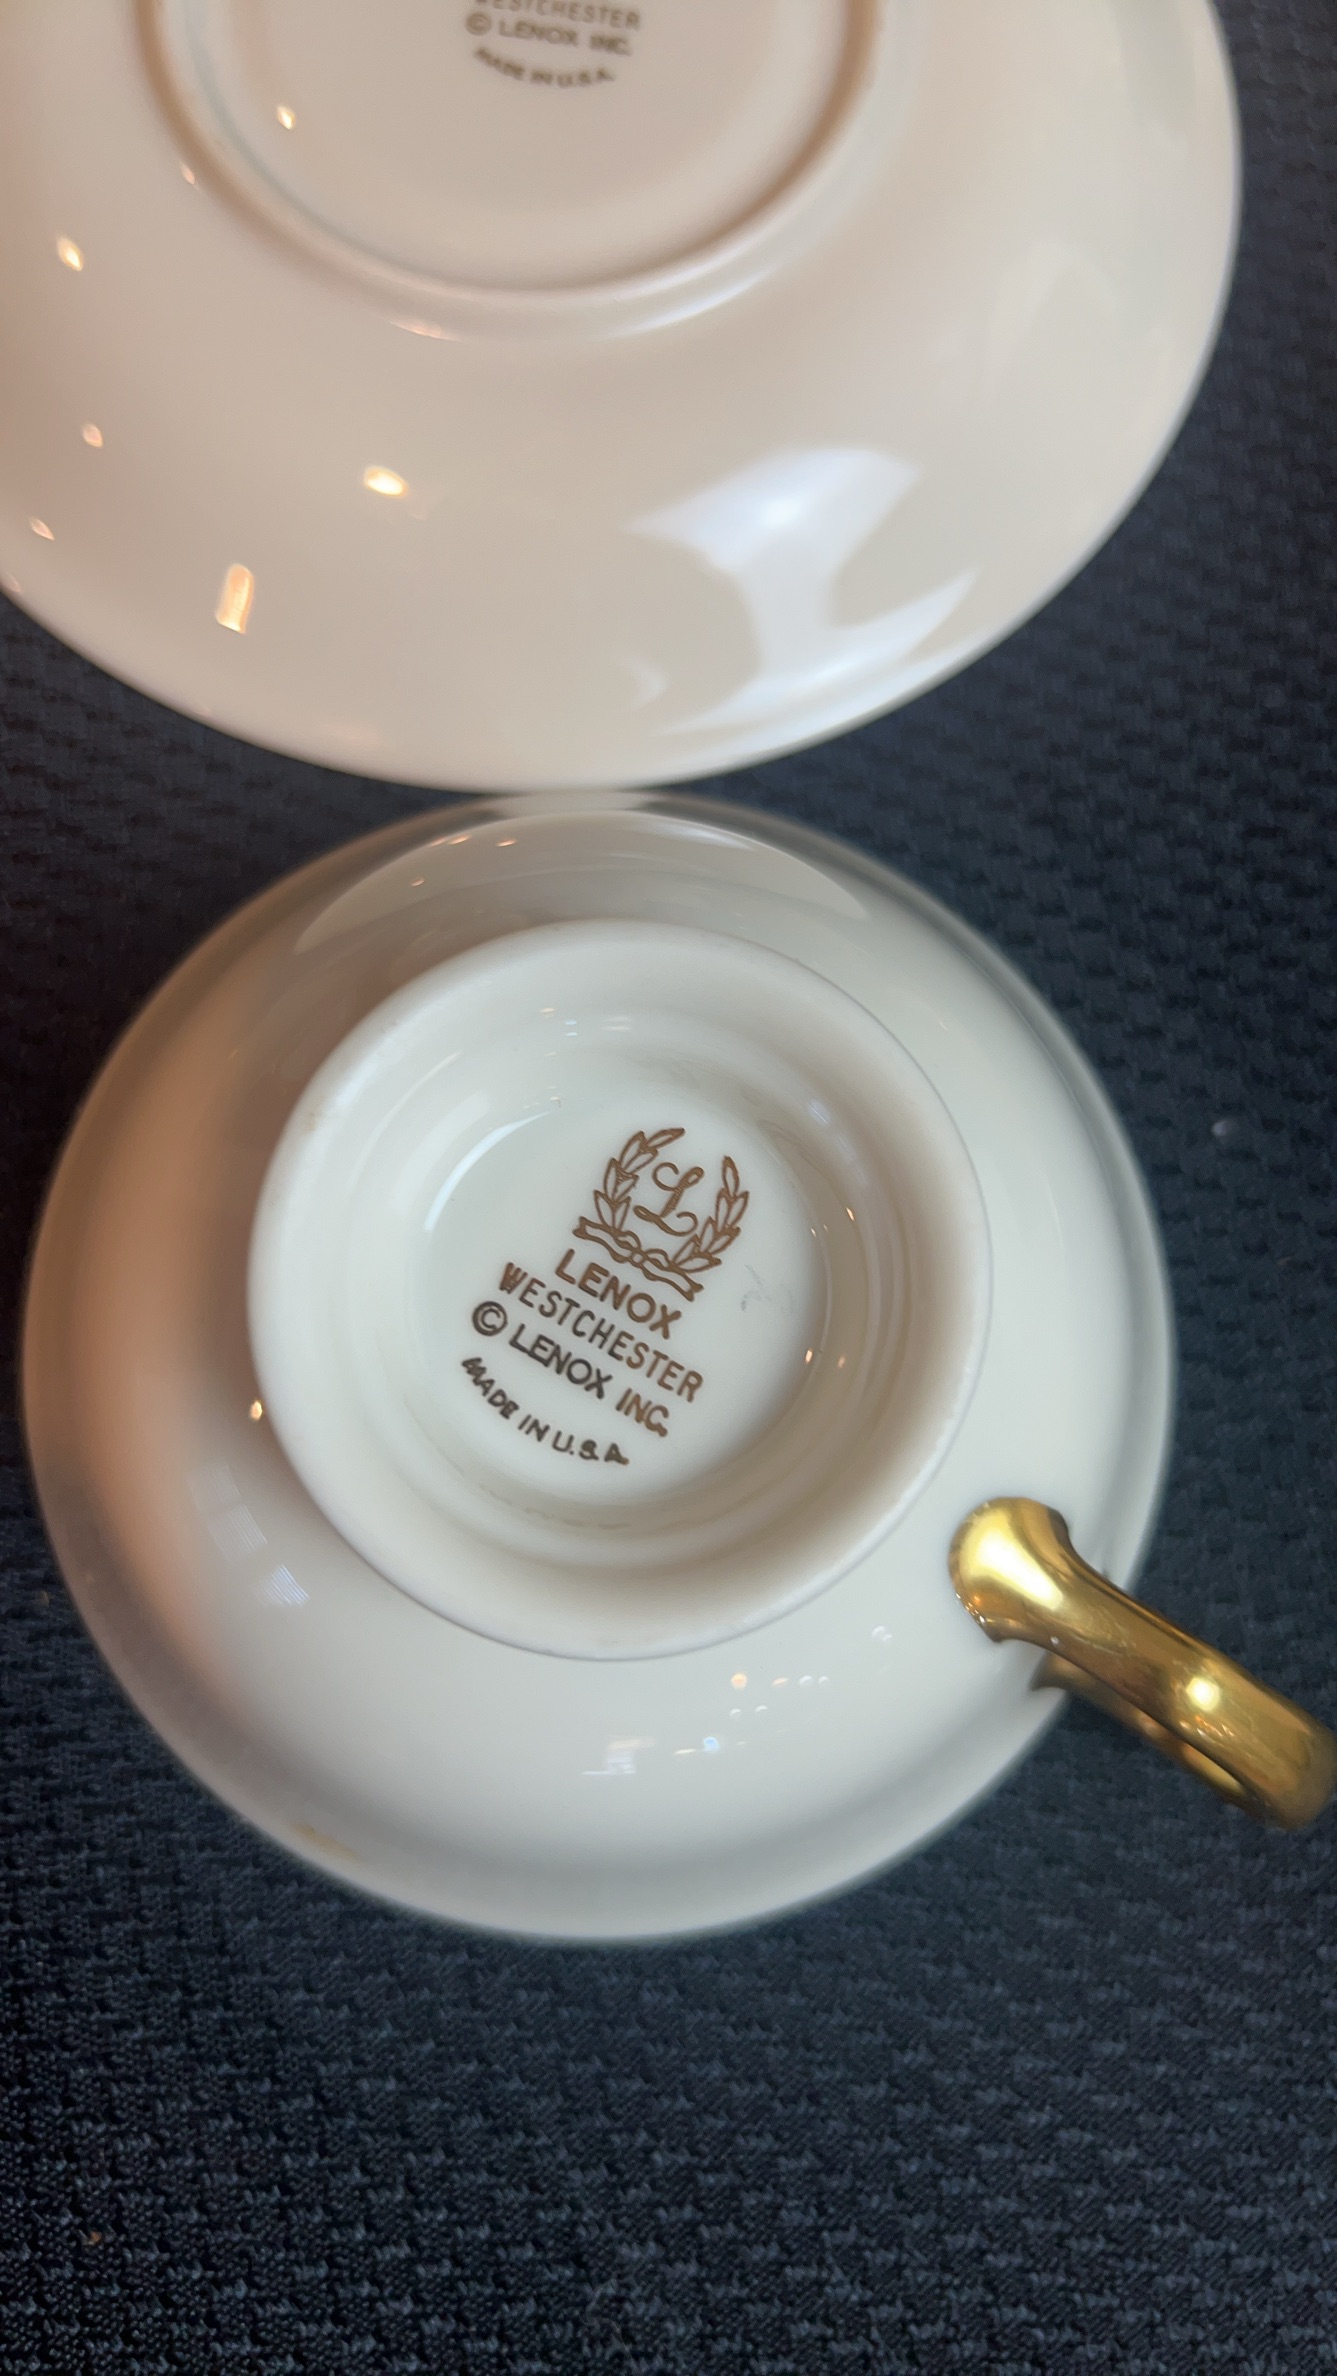 WESTCHESTER
© LENOX INC.
MADE IN U.S.A.
L
LENOX
WESTCHESTER
© LENOX INC.
MADE IN U.S.A.